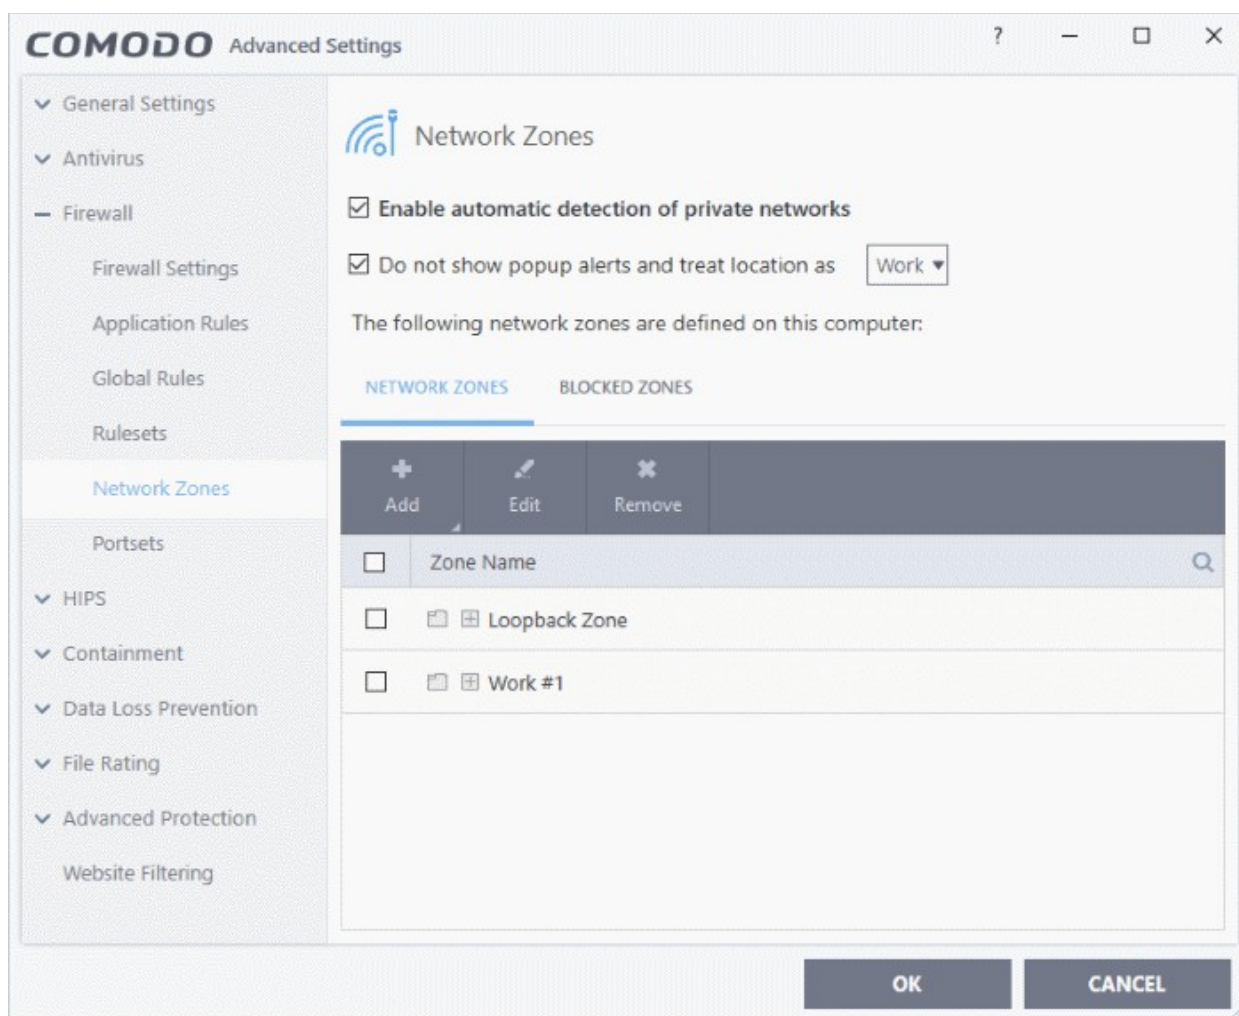 COMODO Advanced Settings ?
General Settings
Antivirus
Firewall
Firewall Settings
Application Rules
Global Rules
Rulesets
Network Zones
Portsets
HIPS
Containment
Data Loss Prevention
File Rating
Advanced Protection
Website Filtering
Network Zones
Enable automatic detection of private networks
Do not show popup alerts and treat location as Work
The following network zones are defined on this computer:
NETWORK ZONES BLOCKED ZONES
Add Edit Remove
Zone Name
Loopback Zone
Work #1
OK CANCEL